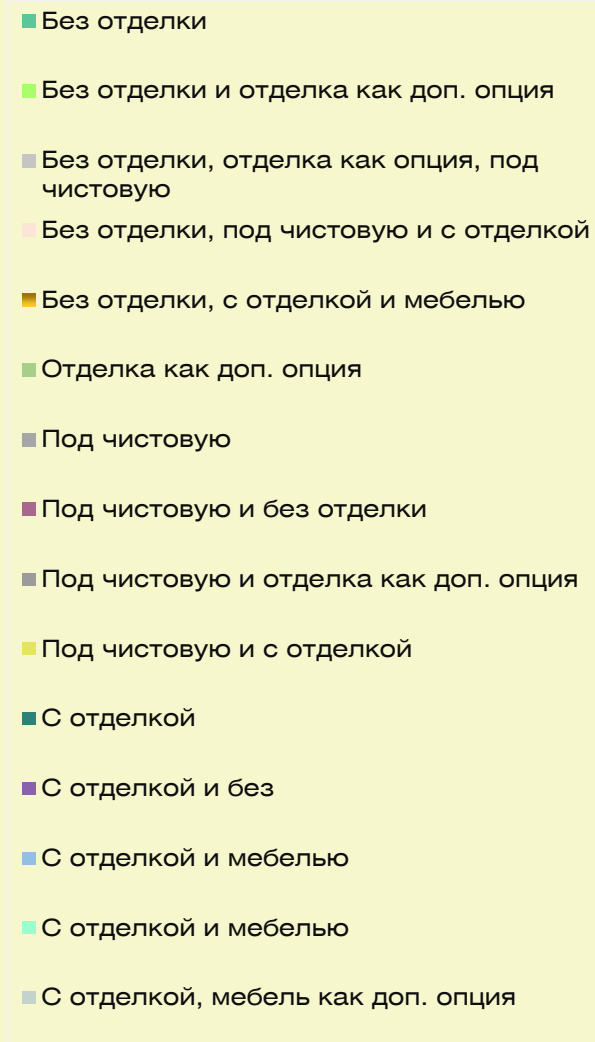 Без отделки
Без отделки и отделка как доп. опция
Без отделки, отделка как опция, под
чистовую
Без отделки, под чистовую и с отделкой
Без отделки, с отделкой и мебелью
Отделка как доп. опция
Под чистовую
Под чистовую и без отделки
Под чистовую и отделка как доп. опция
Под чистовую и с отделкой
С отделкой
С отделкой и без
С отделкой и мебелью
С отделкой и мебелью
С отделкой, мебель как доп. опция